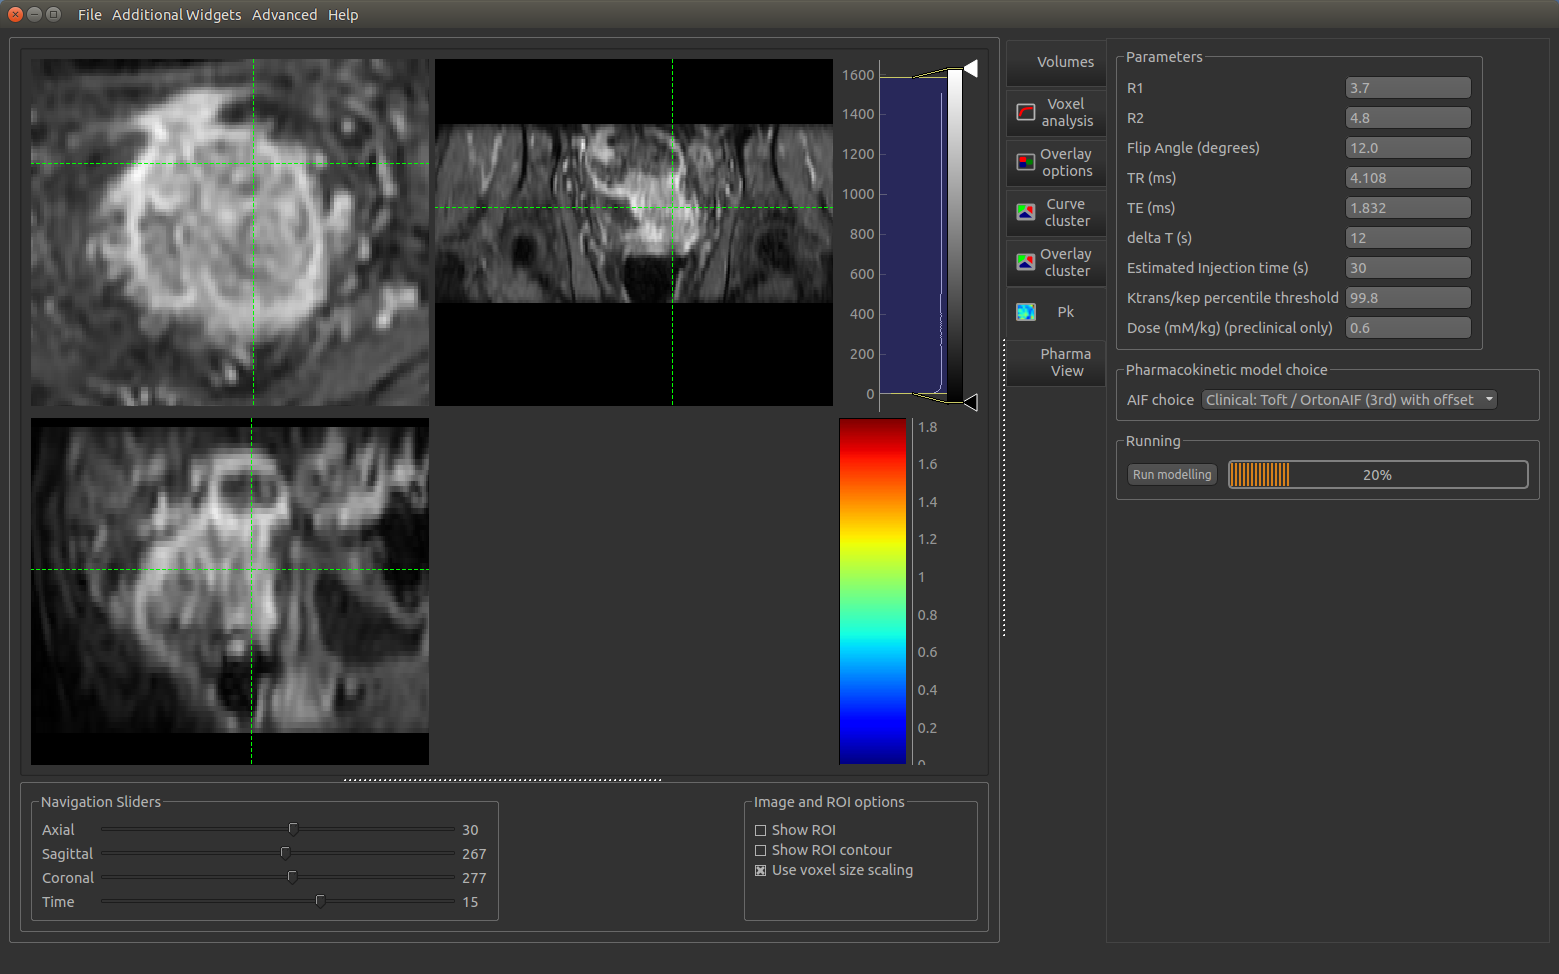 File Additional Widgets Advanced Help
1600
1400
1200
1000
800
600
400
200
0
1.8
1.6
1.4
1.2
1
0.8
0.6
0.4
0.2
0
Navigation Sliders
Axial 30
Sagittal 267
Coronal 277
Time 15
Image and ROI options
Show ROI
Show ROI contour
Use voxel size scaling
Volumes
Voxel
analysis
Overlay
options
Curve
cluster
Overlay
cluster
Pk
Pharma
View
Parameters
R1 3.7
R2 4.8
Flip Angle (degrees) 12.0
TR (ms) 4.108
TE (ms) 1.832
delta T (s) 12
Estimated Injection time (s) 30
Ktrans/kep percentile threshold 99.8
Dose (mM/kg) (preclinical only) 0.6
Pharmacokinetic model choice
AIF choice Clinical: Toft / OrtonAIF (3rd) with offset
Running
Run modelling 20%